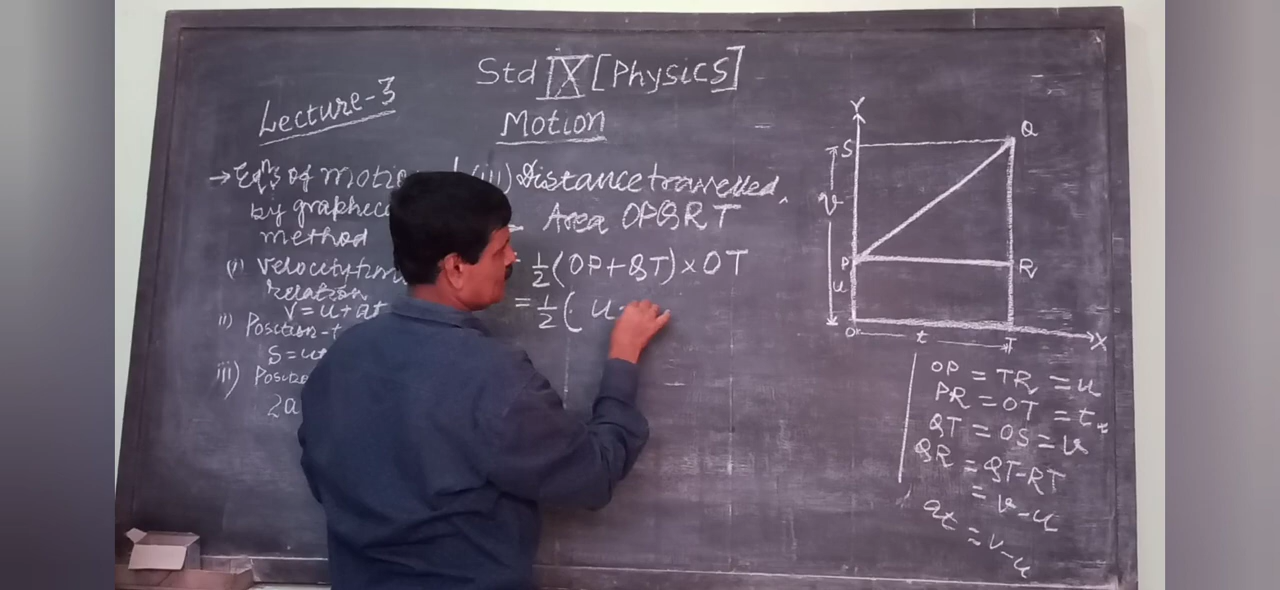 Std IX [Physics]
Lecture-3
Motion
→ Eqns of motion
by graphical
method
(i) Velocity time
relation
v = u + at
ii) Position-t
S = ut
iii) Position
2a
(iii) Distance travelled
= Area OPQRT
= 1/2 (OP + QT) × OT
= 1/2 ( u
Y
S
Q
v
P
R
u
O
t
T
X
OP = TR = u
PR = OT = t
QT = OS = v
QR = QT - RT
= v - u
at = v - u